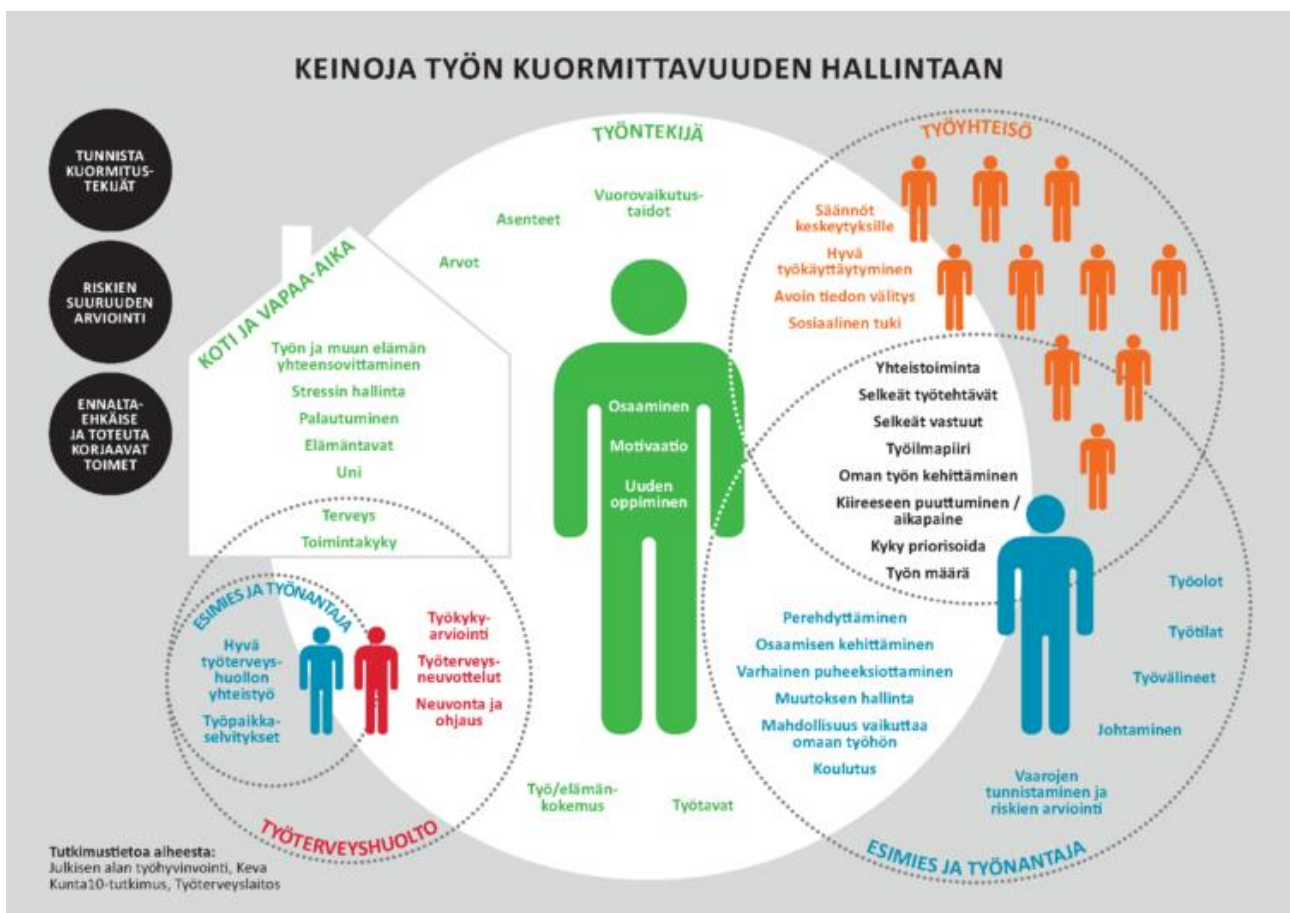 KEINOJA TYÖN KUORMITTAVUUDEN HALLINTAAN
TUNNISTA
KUORMITUS-
TEKIJÄT
RISKIEN
SUURUUDEN
ARVIOINTI
ENNALTA-
EHKÄISE
JA TOTEUTA
KORJAAVAT
TOIMET
TYÖNTEKIJÄ
Vuorovaikutus-
taidot
Asenteet
Arvot
KOTI JA VAPAA-AIKA
Työn ja muun elämän
yhteensovittaminen
Stressin hallinta
Palautuminen
Elämäntavat
Uni
Terveys
Toimintakyky
Osaaminen
Motivaatio
Uuden
oppiminen
TYÖYHTEISÖ
Säännöt
keskeytyksille
Hyvä
työkäyttäytyminen
Avoin tiedon välitys
Sosiaalinen tuki
Yhteistoiminta
Selkeät työtehtävät
Selkeät vastuut
Työilmapiiri
Oman työn kehittäminen
Kiireeseen puuttuminen /
aikapaine
Kyky priorisoida
Työn määrä
ESIMIES JA TYÖNANTAJA
Hyvä
työterveys-
huollon
yhteistyö
Työpaikka-
selvitykset
Työkyky-
arviointi
Työterveys-
neuvottelut
Neuvonta ja
ohjaus
TYÖTERVEYSHUOLTO
Työ/elämän-
kokemus
Työtavat
Perehdyttäminen
Osaamisen kehittäminen
Varhainen puheeksiottaminen
Muutoksen hallinta
Mahdollisuus vaikuttaa
omaan työhön
Koulutus
Työolot
Työtilat
Työvälineet
Johtaminen
Vaarojen
tunnistaminen ja
riskien arviointi
ESIMIES JA TYÖNANTAJA
Tutkimustietoa aiheesta:
Julkisen alan työhyvinvointi, Keva
Kunta10-tutkimus, Työterveyslaitos